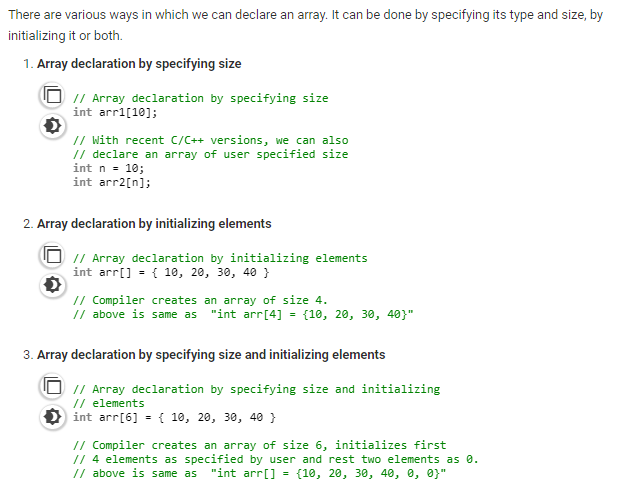 There are various ways in which we can declare an array. It can be done by specifying its type and size, by
initializing it or both.
1. Array declaration by specifying size
// Array declaration by specifying size
int arr1[10];
// With recent C/C++ versions, we can also
// declare an array of user specified size
int n = 10;
int arr2[n];
2. Array declaration by initializing elements
// Array declaration by initializing elements
int arr[] = { 10, 20, 30, 40 }
// Compiler creates an array of size 4.
// above is same as  "int arr[4] = {10, 20, 30, 40}"
3. Array declaration by specifying size and initializing elements
// Array declaration by specifying size and initializing
// elements
int arr[6] = { 10, 20, 30, 40 }
// Compiler creates an array of size 6, initializes first
// 4 elements as specified by user and rest two elements as 0.
// above is same as  "int arr[] = {10, 20, 30, 40, 0, 0}"